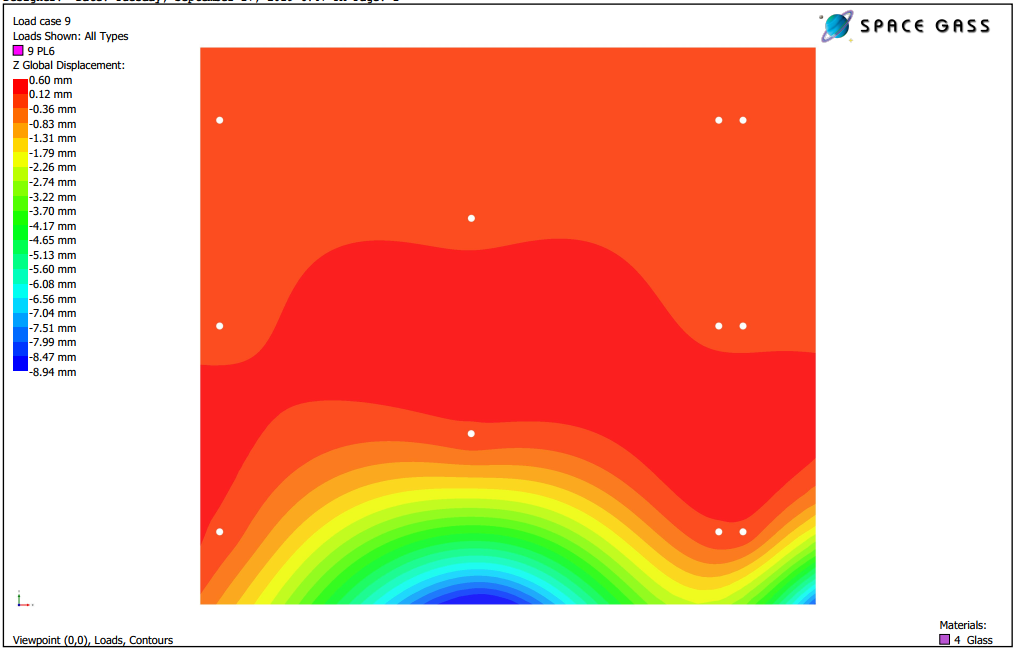 Load case 9
Loads Shown: All Types
9 PL6
Z Global Displacement:
0.60 mm
0.12 mm
-0.36 mm
-0.83 mm
-1.31 mm
-1.79 mm
-2.26 mm
-2.74 mm
-3.22 mm
-3.70 mm
-4.17 mm
-4.65 mm
-5.13 mm
-5.60 mm
-6.08 mm
-6.56 mm
-7.04 mm
-7.51 mm
-7.99 mm
-8.47 mm
-8.94 mm
SPACE GASS
Viewpoint (0,0), Loads, Contours
Materials:
4 Glass